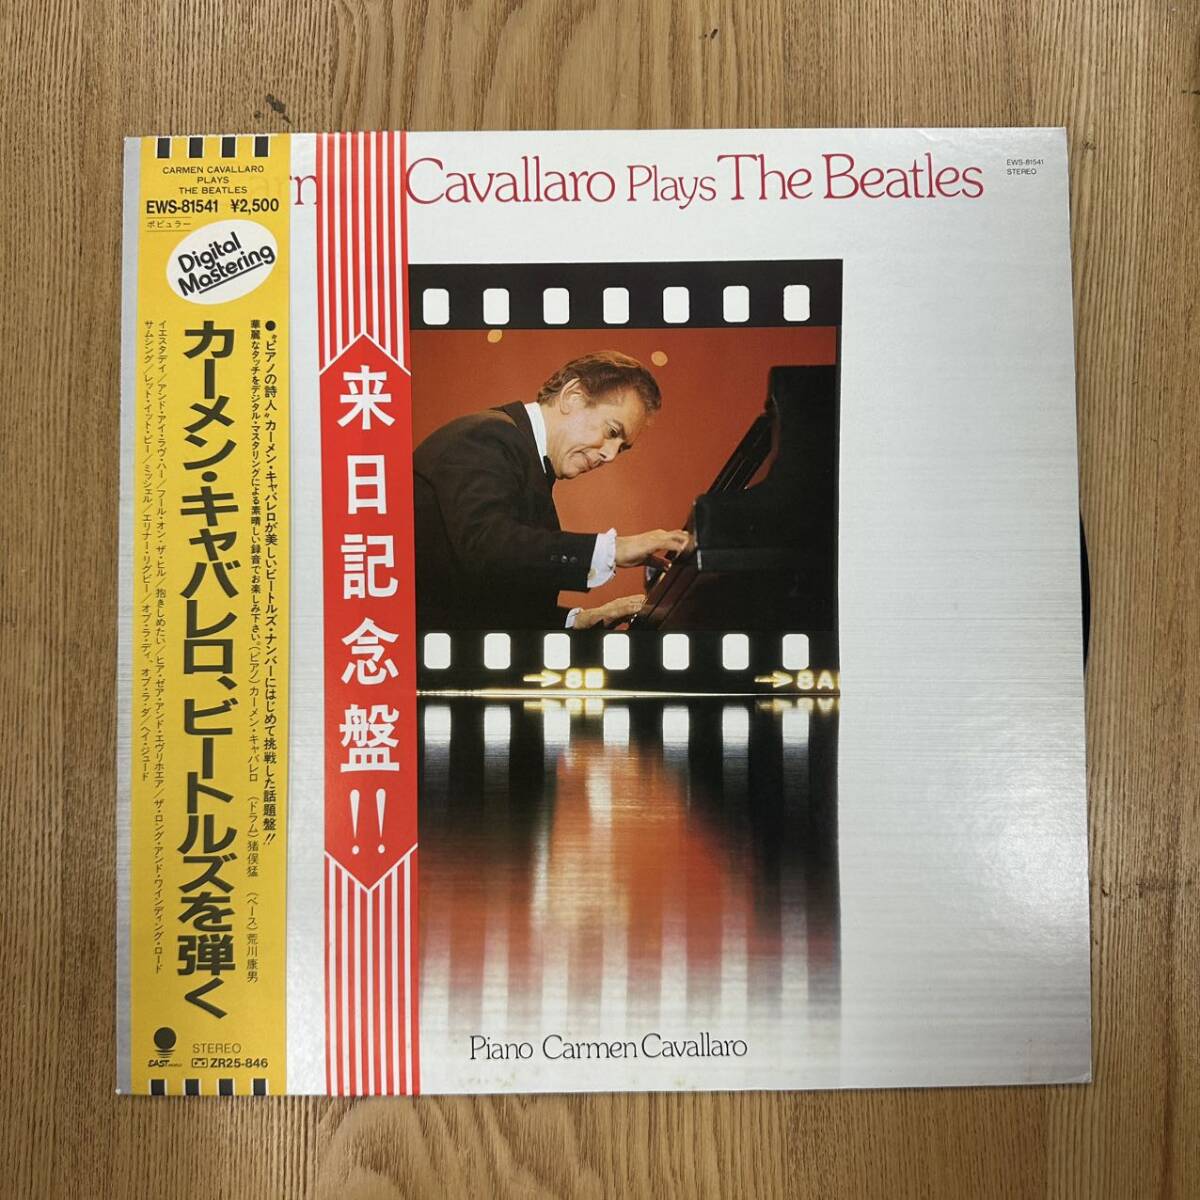 CARMEN CAVALLARO
PLAYS
THE BEATLES
EWS-81541 ¥2,500
ポピュラー
Digital
Mastering
●"ピアノの詩人"カーメン・キャバレロが美しいビートルズ・ナンバーにはじめて挑戦した話題盤!!
華麗なタッチをデジタル・マスタリングによる素晴しい録音でお楽しみ下さい。(ピアノ)カーメン・キャバレロ (ドラム)猪俣猛 (ベース)荒川康男
カーメン・キャバレロ、ビートルズを弾く
イエスタデイ/アンド・アイ・ラヴ・ハー/フール・オン・ザ・ヒル/抱きしめたい/ヒア・ゼア・アンド・エヴリホエア/ザ・ロング・アンド・ワインディング・ロード
サムシング/レット・イット・ビー/ミッシェル/エリナー・リグビー/オブ・ラ・ディ、オブ・ラ・ダ/ヘイ・ジュード
EAST WORLD
STEREO
ZR25-846
来日記念盤!!
arm Cavallaro Plays The Beatles
EWS-81541
STEREO
→8
→8A
Piano Carmen Cavallaro